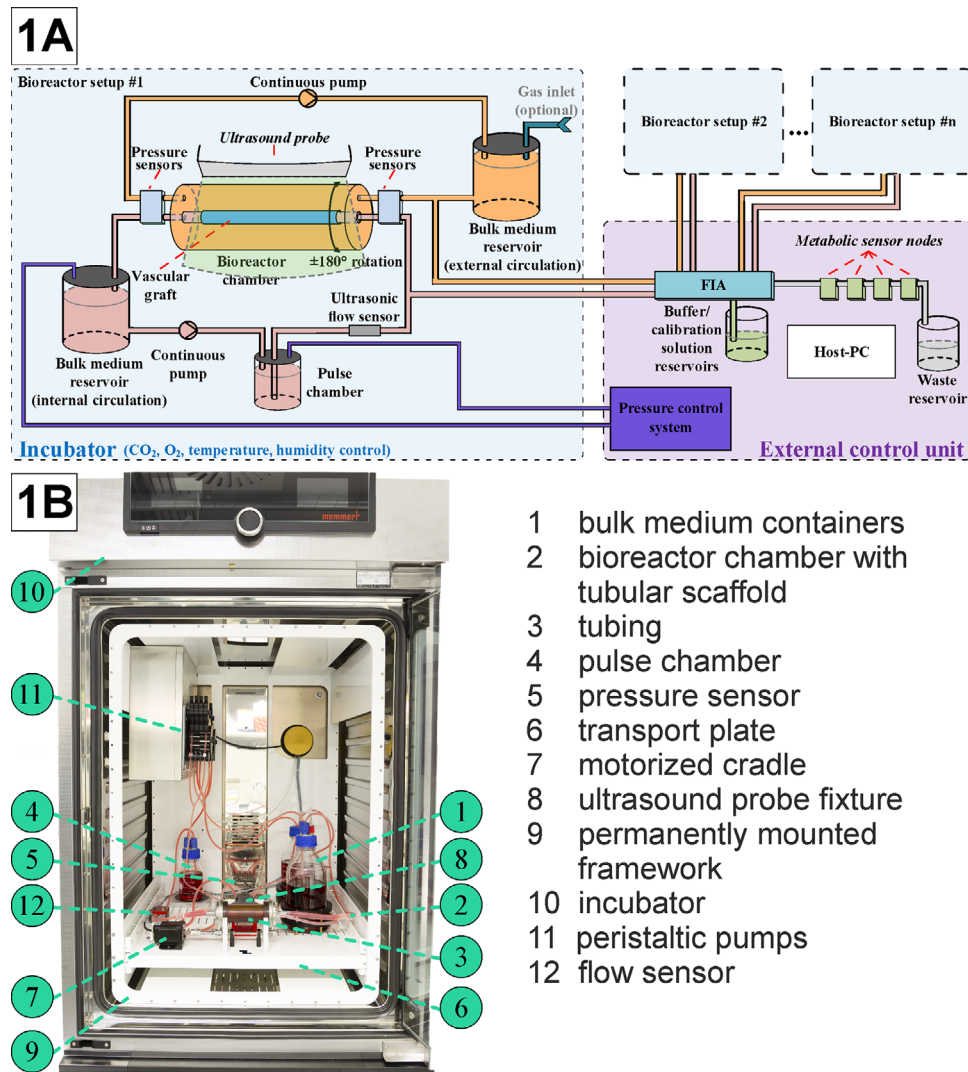 1A
Bioreactor setup #1
Continuous pump
Gas inlet
(optional)
Ultrasound probe
Pressure
sensors
Pressure
sensors
Bulk medium
reservoir
(external circulation)
Vascular
graft
Bioreactor
chamber
±180° rotation
Ultrasonic
flow sensor
Bulk medium
reservoir
(internal circulation)
Continuous
pump
Pulse
chamber
Incubator (CO₂, O₂, temperature, humidity control)
Bioreactor setup #2
...
Bioreactor setup #n
Metabolic sensor nodes
FIA
Buffer/
calibration
solution
reservoirs
Host-PC
Waste
reservoir
Pressure control
system
External control unit
1B
memmert
10
11
4
5
12
7
9
1
8
2
3
6
1 bulk medium containers
2 bioreactor chamber with
tubular scaffold
3 tubing
4 pulse chamber
5 pressure sensor
6 transport plate
7 motorized cradle
8 ultrasound probe fixture
9 permanently mounted
framework
10 incubator
11 peristaltic pumps
12 flow sensor